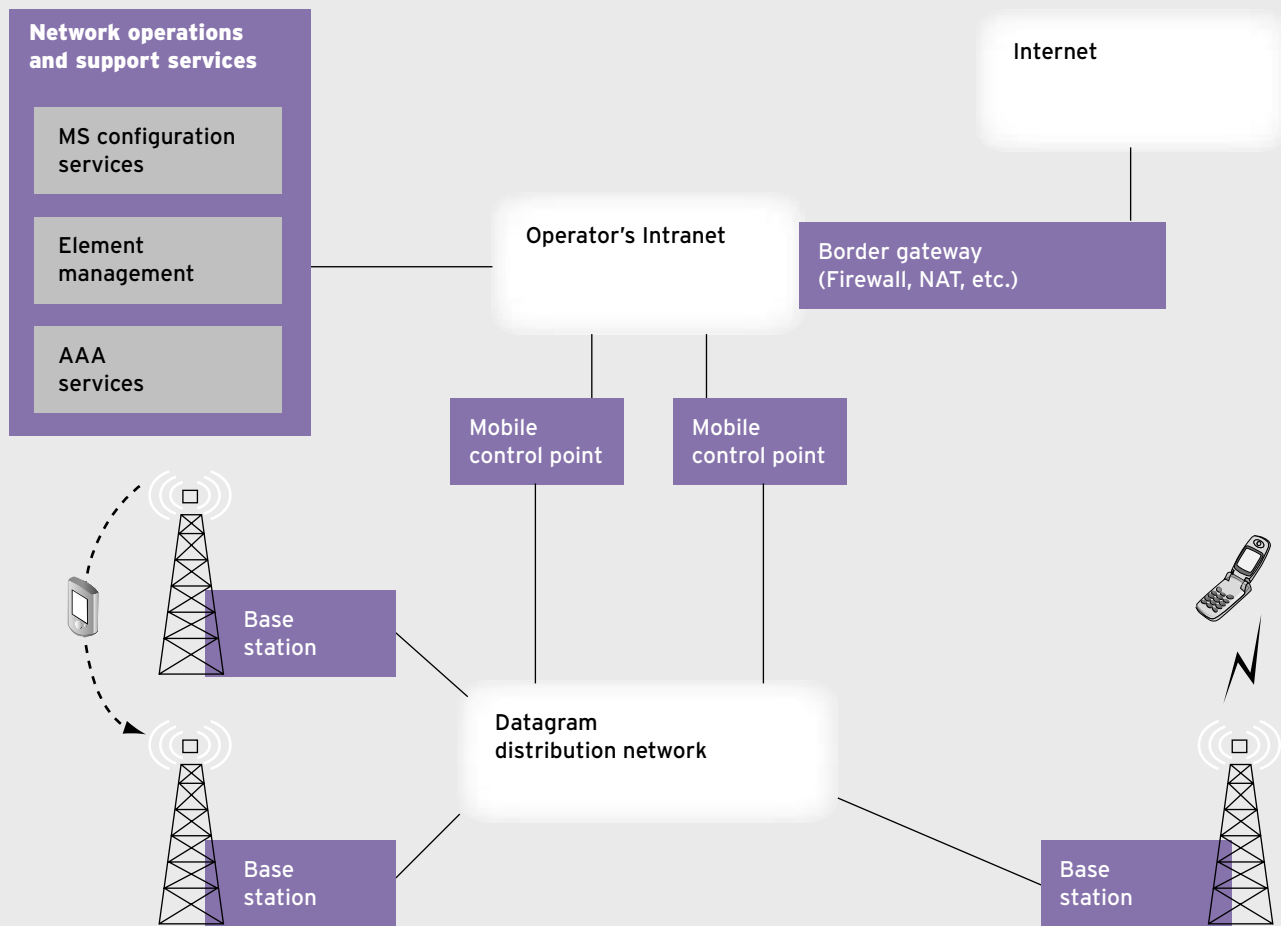 Network operations
and support services
MS configuration
services
Element
management
AAA
services
Internet
Operator's Intranet
Border gateway
(Firewall, NAT, etc.)
Mobile
control point
Mobile
control point
Base
station
Datagram
distribution network
Base
station
Base
station